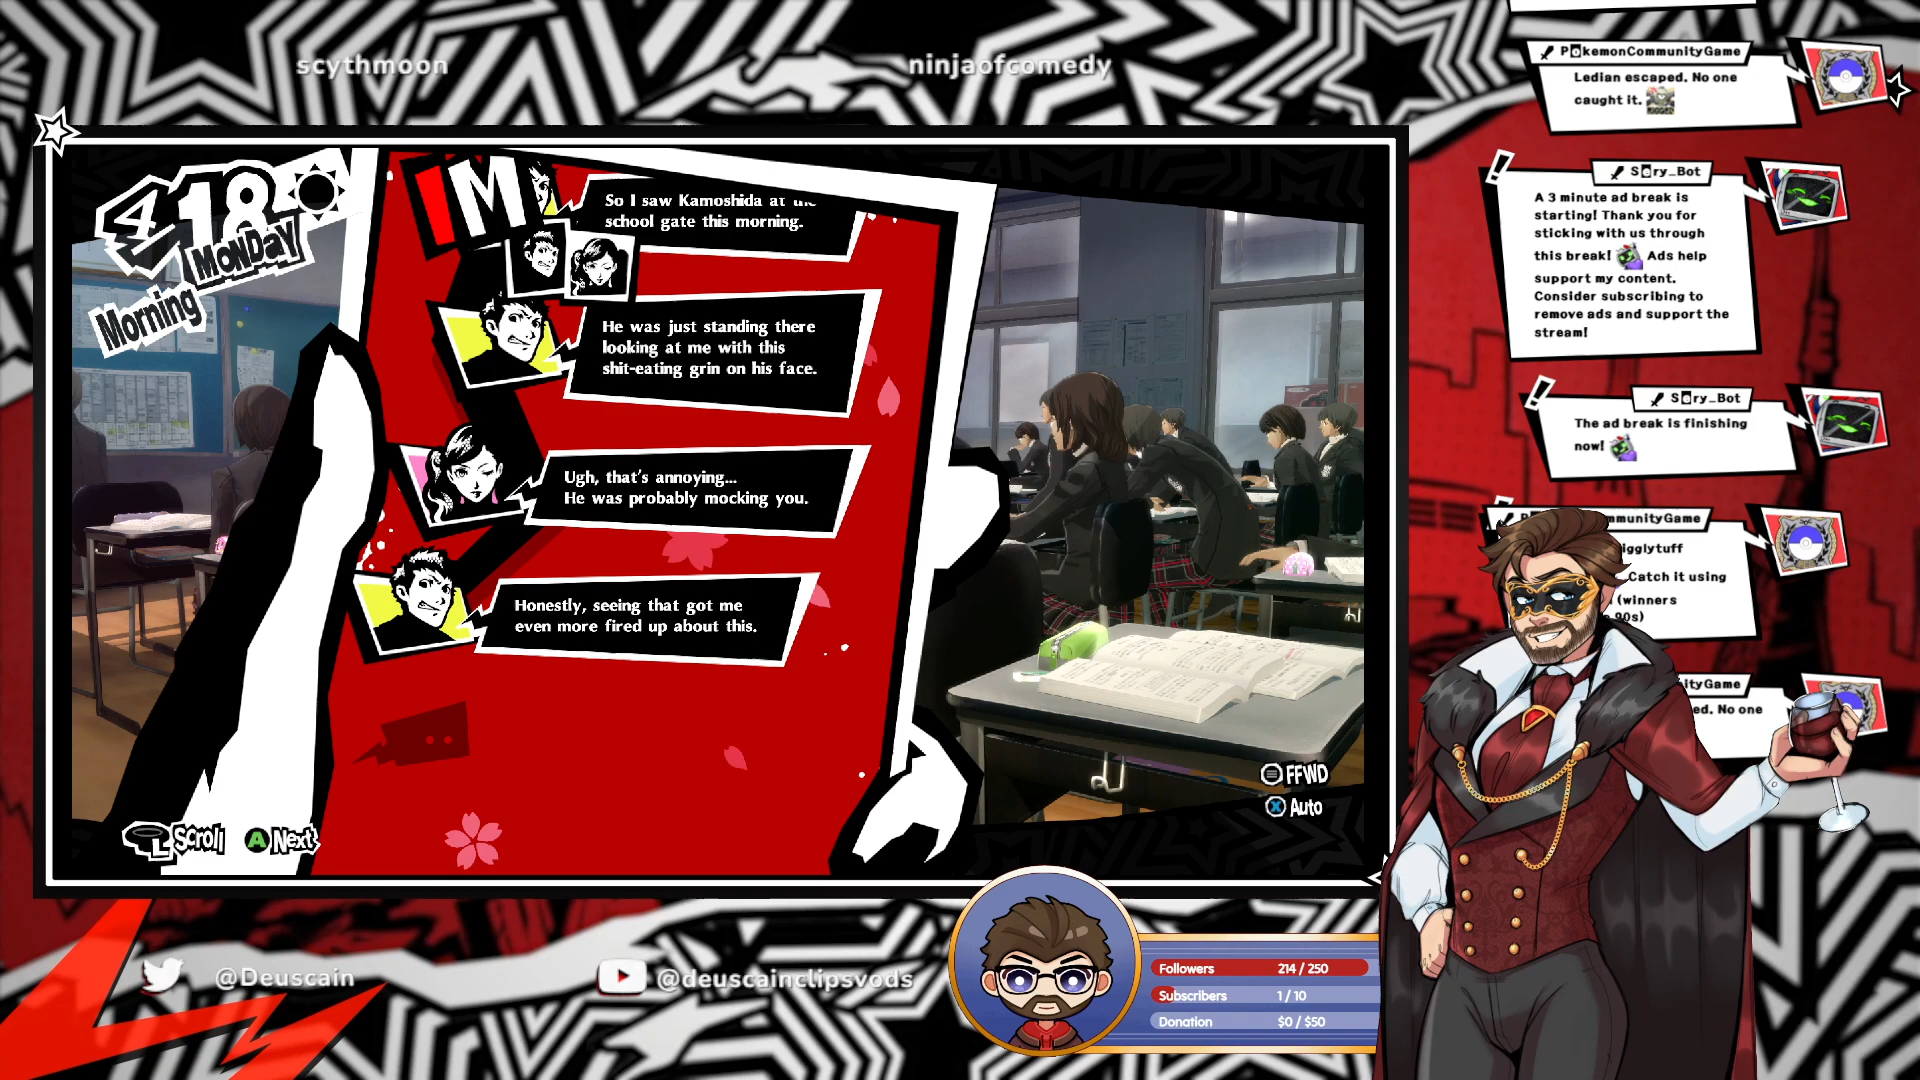 scythmoon
ninjaofcomedy
4 18
MONDAY
Morning
IM
So I saw Kamoshida at the
school gate this morning.
He was just standing there
looking at me with this
shit-eating grin on his face.
Ugh, that's annoying...
He was probably mocking you.
Honestly, seeing that got me
even more fired up about this.
FFWD
X Auto
L Scroll A Next
@Deuscain
@deuscainclipsvods
Followers 214 / 250
Subscribers 1 / 10
Donation $0 / $50
PokemonCommunityGame
Ledian escaped. No one
caught it.
S ry_Bot
A 3 minute ad break is
starting! Thank you for
sticking with us through
this break! Ads help
support my content.
Consider subscribing to
remove ads and support the
stream!
S ry_Bot
The ad break is finishing
now!
mmunityGame
igglytuff
Catch it using
(winners
90s)
ityGame
ed. No one